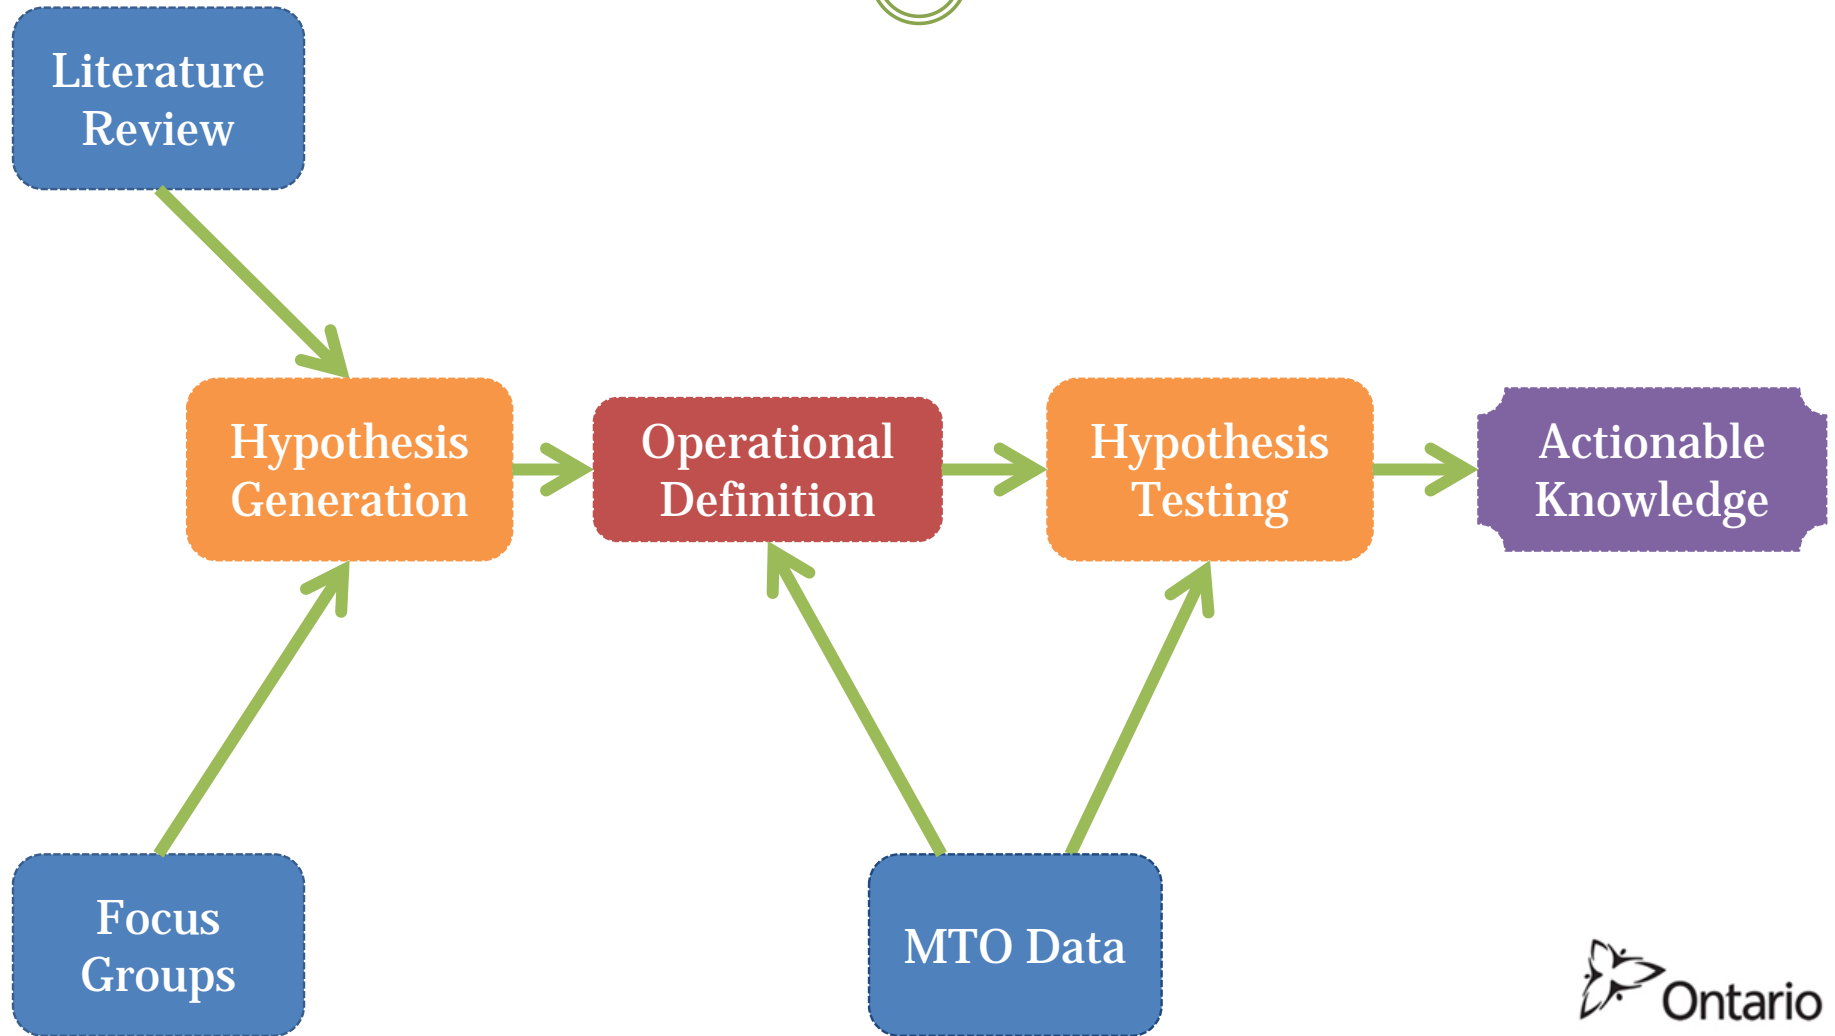 Literature
Review
Hypothesis
Generation
Operational
Definition
Hypothesis
Testing
Actionable
Knowledge
Focus
Groups
MTO Data
Ontario